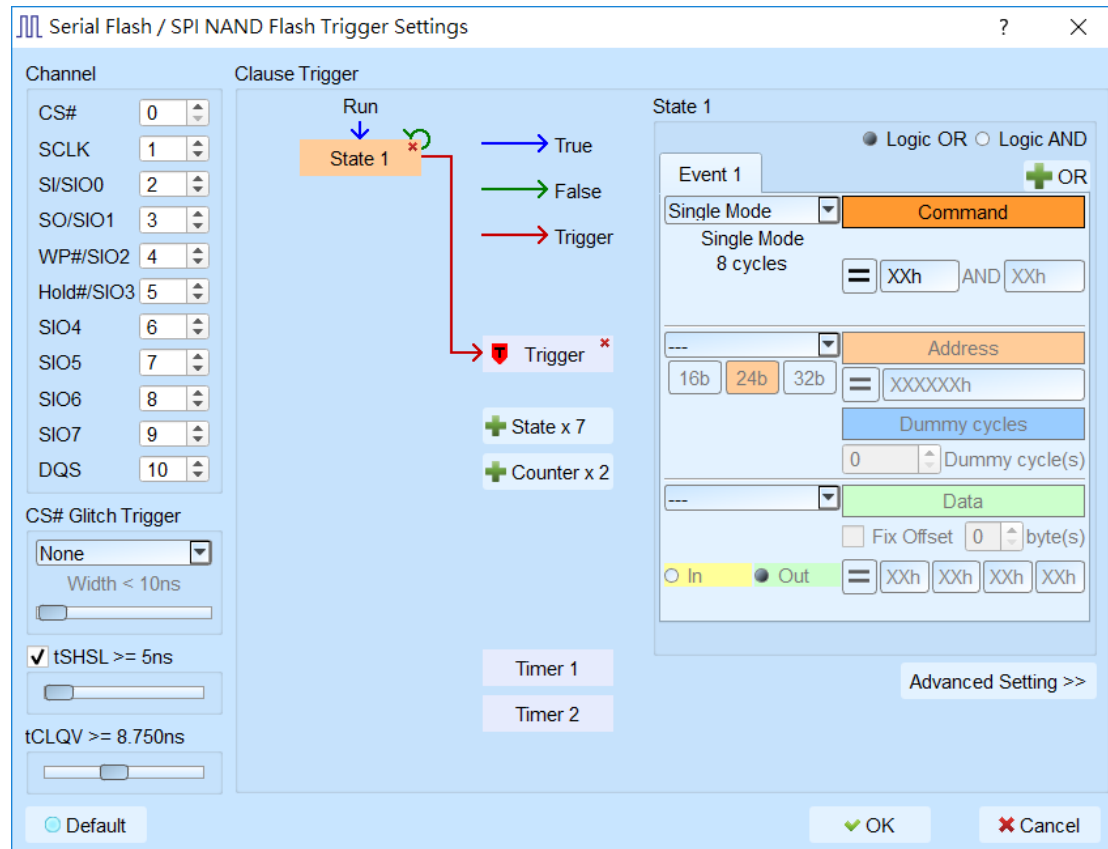 Serial Flash / SPI NAND Flash Trigger Settings
?
Channel
CS# 0
SCLK 1
SI/SIO0 2
SO/SIO1 3
WP#/SIO2 4
Hold#/SIO3 5
SIO4 6
SIO5 7
SIO6 8
SIO7 9
DQS 10
CS# Glitch Trigger
None
Width < 10ns
tSHSL >= 5ns
tCLQV >= 8.750ns
Default
Clause Trigger
Run
State 1
True
False
Trigger
T Trigger
State x 7
Counter x 2
Timer 1
Timer 2
State 1
Logic OR Logic AND
Event 1
OR
Single Mode Command
Single Mode
8 cycles
= XXh AND XXh
--- Address
16b 24b 32b = XXXXXXh
Dummy cycles
0 Dummy cycle(s)
--- Data
Fix Offset 0 byte(s)
In Out = XXh XXh XXh XXh
Advanced Setting >>
OK Cancel